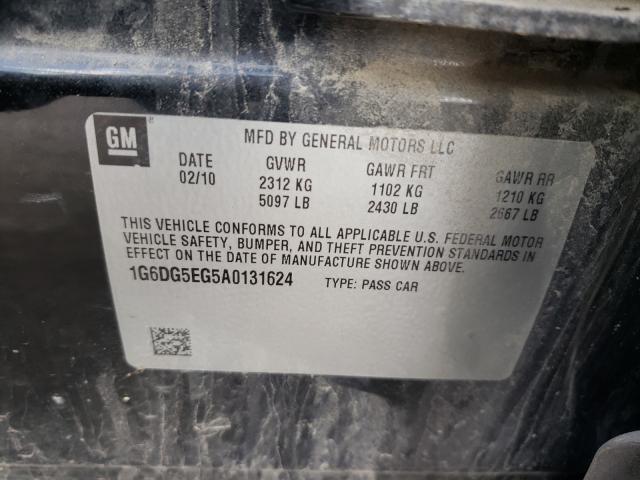 GM
MFD BY GENERAL MOTORS LLC
DATE GVWR GAWR FRT GAWR RR
02/10 2312 KG 1102 KG 1210 KG
5097 LB 2430 LB 2667 LB
THIS VEHICLE CONFORMS TO ALL APPLICABLE U.S. FEDERAL MOTOR
VEHICLE SAFETY, BUMPER, AND THEFT PREVENTION STANDARDS IN
EFFECT ON THE DATE OF MANUFACTURE SHOWN ABOVE.
1G6DG5EG5A0131624 TYPE: PASS CAR